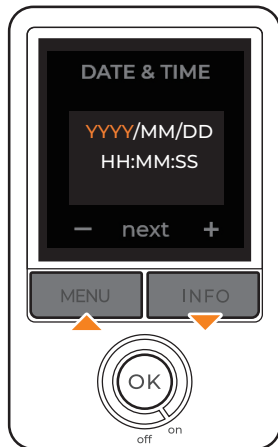 DATE & TIME
YYYY/MM/DD
HH:MM:SS
− next +
MENU INFO
OK
on
off